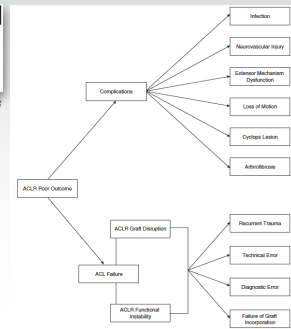 Infection
Neurovascular Injury
Extensor Mechanism
Dysfunction
Complications
Loss of Motion
Cyclops Lesion
Arthrofibrosis
ACLR Poor Outcome
ACLR Graft Disruption
Recurrent Trauma
Technical Error
ACL Failure
Diagnostic Error
ACLR Functional
Instability
Failure of Graft
Incorporation